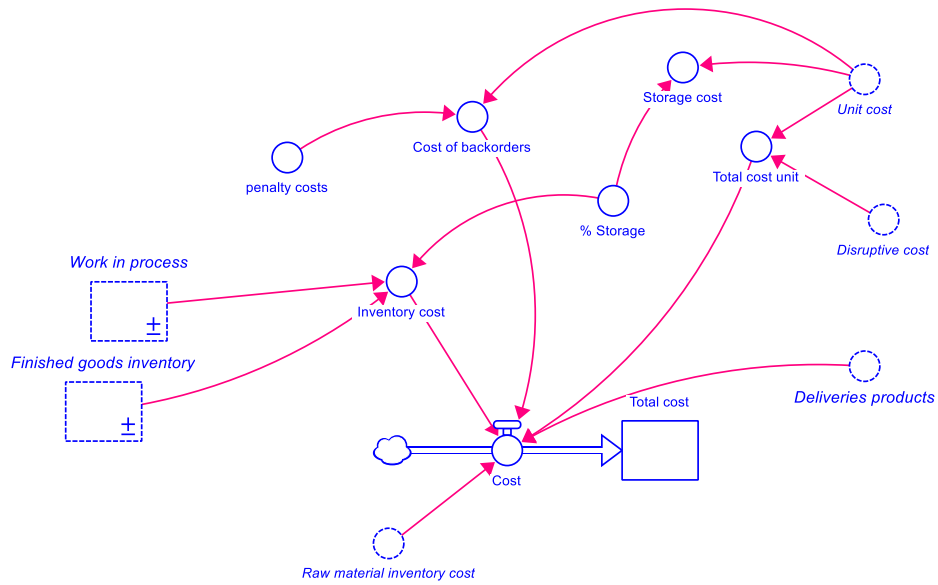 Storage cost
Unit cost
Cost of backorders
penalty costs
Total cost unit
% Storage
Disruptive cost
Work in process
±
Inventory cost
Finished goods inventory
±
Total cost
Deliveries products
Cost
Raw material inventory cost